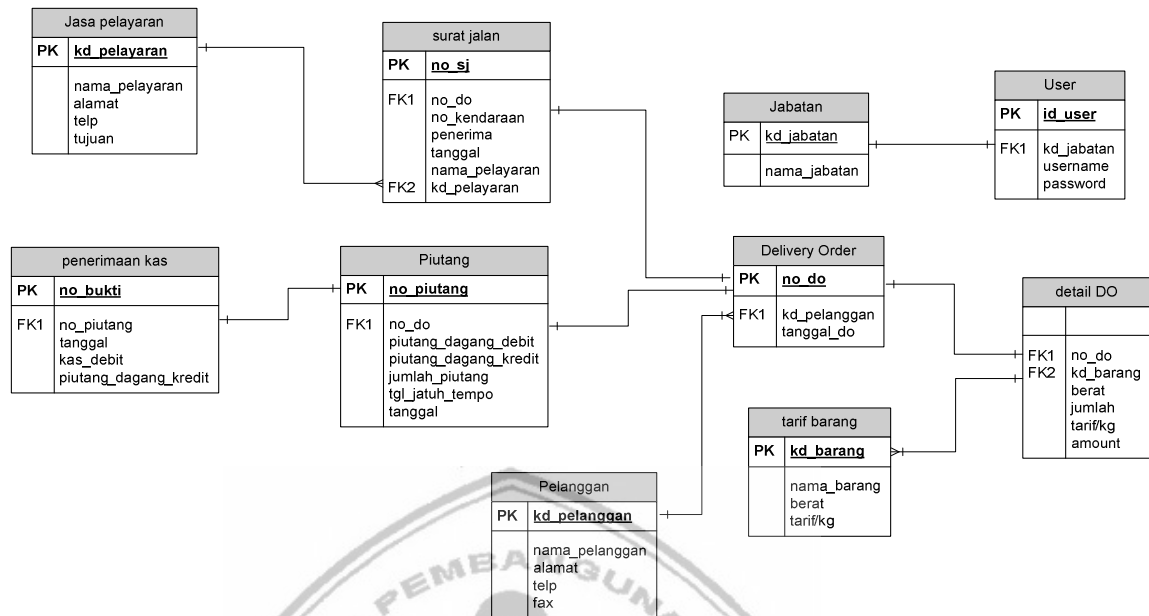 Jasa pelayaran
PK kd_pelayaran
nama_pelayaran
alamat
telp
tujuan
surat jalan
PK no_sj
FK1 no_do
no_kendaraan
penerima
tanggal
nama_pelayaran
FK2 kd_pelayaran
Jabatan
PK kd_jabatan
nama_jabatan
User
PK id_user
FK1 kd_jabatan
username
password
penerimaan kas
PK no_bukti
FK1 no_piutang
tanggal
kas_debit
piutang_dagang_kredit
Piutang
PK no_piutang
FK1 no_do
piutang_dagang_debit
piutang_dagang_kredit
jumlah_piutang
tgl_jatuh_tempo
tanggal
Delivery Order
PK no_do
FK1 kd_pelanggan
tanggal_do
detail DO
FK1 no_do
FK2 kd_barang
berat
jumlah
tarif/kg
amount
tarif barang
PK kd_barang
nama_barang
berat
tarif/kg
Pelanggan
PK kd_pelanggan
nama_pelanggan
alamat
telp
fax